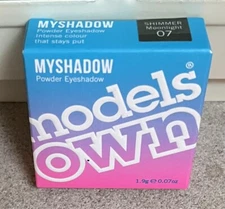 MYSHADOW
Powder Eyeshadow
Intense colour
that stays put
SHIMMER
Moonlight
07
MYSHADOW
Powder Eyeshadow
models
own
®
1.9g ℮ 0.07oz